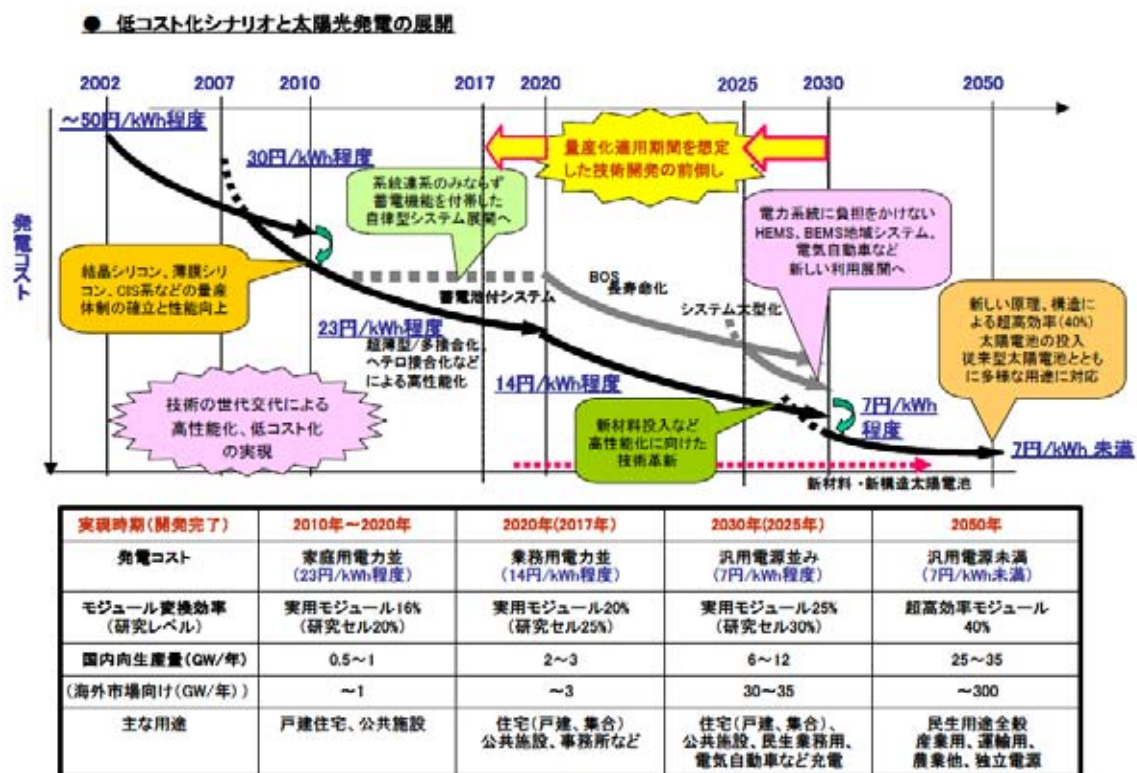 ● 低コスト化シナリオと太陽光発電の展開
2002
2007
2010
2017
2020
2025
2030
2050
～50円/kWh程度
30円/kWh程度
量産化適用期間を想定
した技術開発の前倒し
系統連系のみならず
蓄電機能を付帯した
自律型システム展開へ
電力系統に負担をかけない
HEMS、BEMS地域システム、
電気自動車など
新しい利用展開へ
発電コスト
結晶シリコン、薄膜シリ
コン、CIS系などの量産
体制の確立と性能向上
BOS
長寿命化
蓄電池付システム
システム大型化
新しい原理、構造に
よる超高効率(40%)
太陽電池の投入
従来型太陽電池ととも
に多様な用途に対応
23円/kWh程度
超薄型/多接合化、
ヘテロ接合化など
による高性能化
14円/kWh程度
7円/kWh
程度
技術の世代交代による
高性能化、低コスト化
の実現
新材料投入など
高性能化に向けた
技術革新
7円/kWh 未満
新材料・新構造太陽電池
実現時期(開発完了) 2010年～2020年 2020年(2017年) 2030年(2025年) 2050年
発電コスト 家庭用電力並 業務用電力並 汎用電源並み 汎用電源未満
(23円/kWh程度) (14円/kWh程度) (7円/kWh程度) (7円/kWh未満)
モジュール変換効率 実用モジュール16% 実用モジュール20% 実用モジュール25% 超高効率モジュール
(研究レベル) (研究セル20%) (研究セル25%) (研究セル30%) 40%
国内向生産量(GW/年) 0.5～1 2～3 6～12 25～35
(海外市場向け(GW/年)) ～1 ～3 30～35 ～300
主な用途 戸建住宅、公共施設 住宅(戸建、集合) 住宅(戸建、集合)、 民生用途全般
公共施設、事務所など 公共施設、民生業務用、 産業用、運輸用、
電気自動車など充電 農業他、独立電源